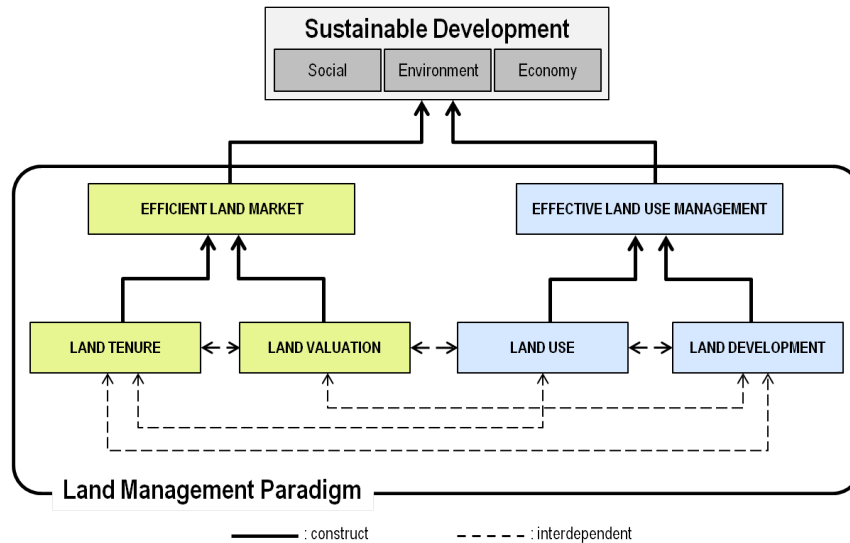 Sustainable Development
Social Environment Economy
EFFICIENT LAND MARKET EFFECTIVE LAND USE MANAGEMENT
LAND TENURE LAND VALUATION LAND USE LAND DEVELOPMENT
Land Management Paradigm
: construct : interdependent